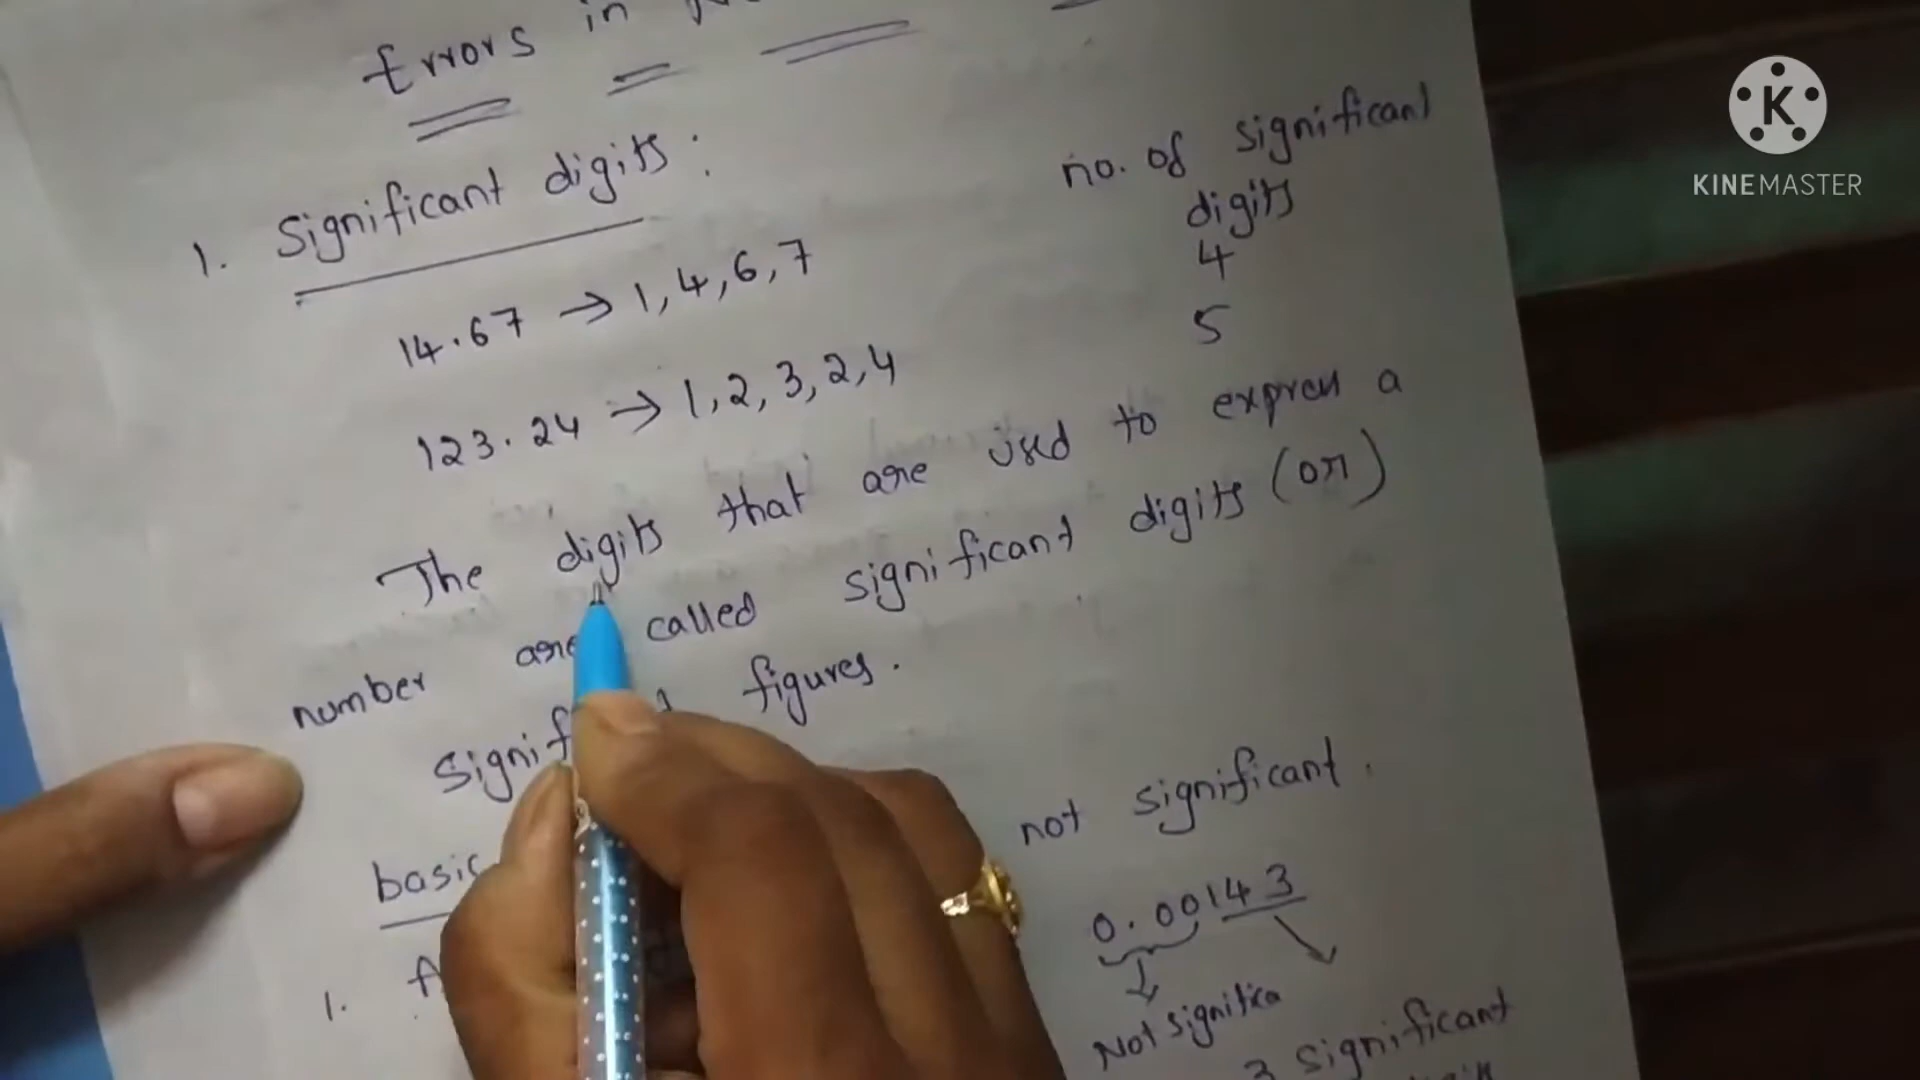 Errors in
1. Significant digits :
no. of significant
digits
14.67 → 1, 4, 6, 7
4
123.24 → 1, 2, 3, 2, 4
5
The digits that are used to express a
number are called significant digits (or)
figures.
basic
not significant.
1.
0.00143
Not significa
3 significant
KINEMASTER